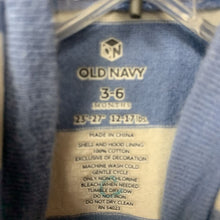 ON
OLD NAVY
3-6
MONTHS
23"-27" 12-17 lbs.
MADE IN CHINA
SHELL AND HOOD LINING
100% COTTON
EXCLUSIVE OF DECORATION
MACHINE WASH COLD
GENTLE CYCLE
ONLY NON-CHLORINE
BLEACH WHEN NEEDED
TUMBLE DRY LOW
DO NOT IRON
DO NOT DRY CLEAN
RN 54023